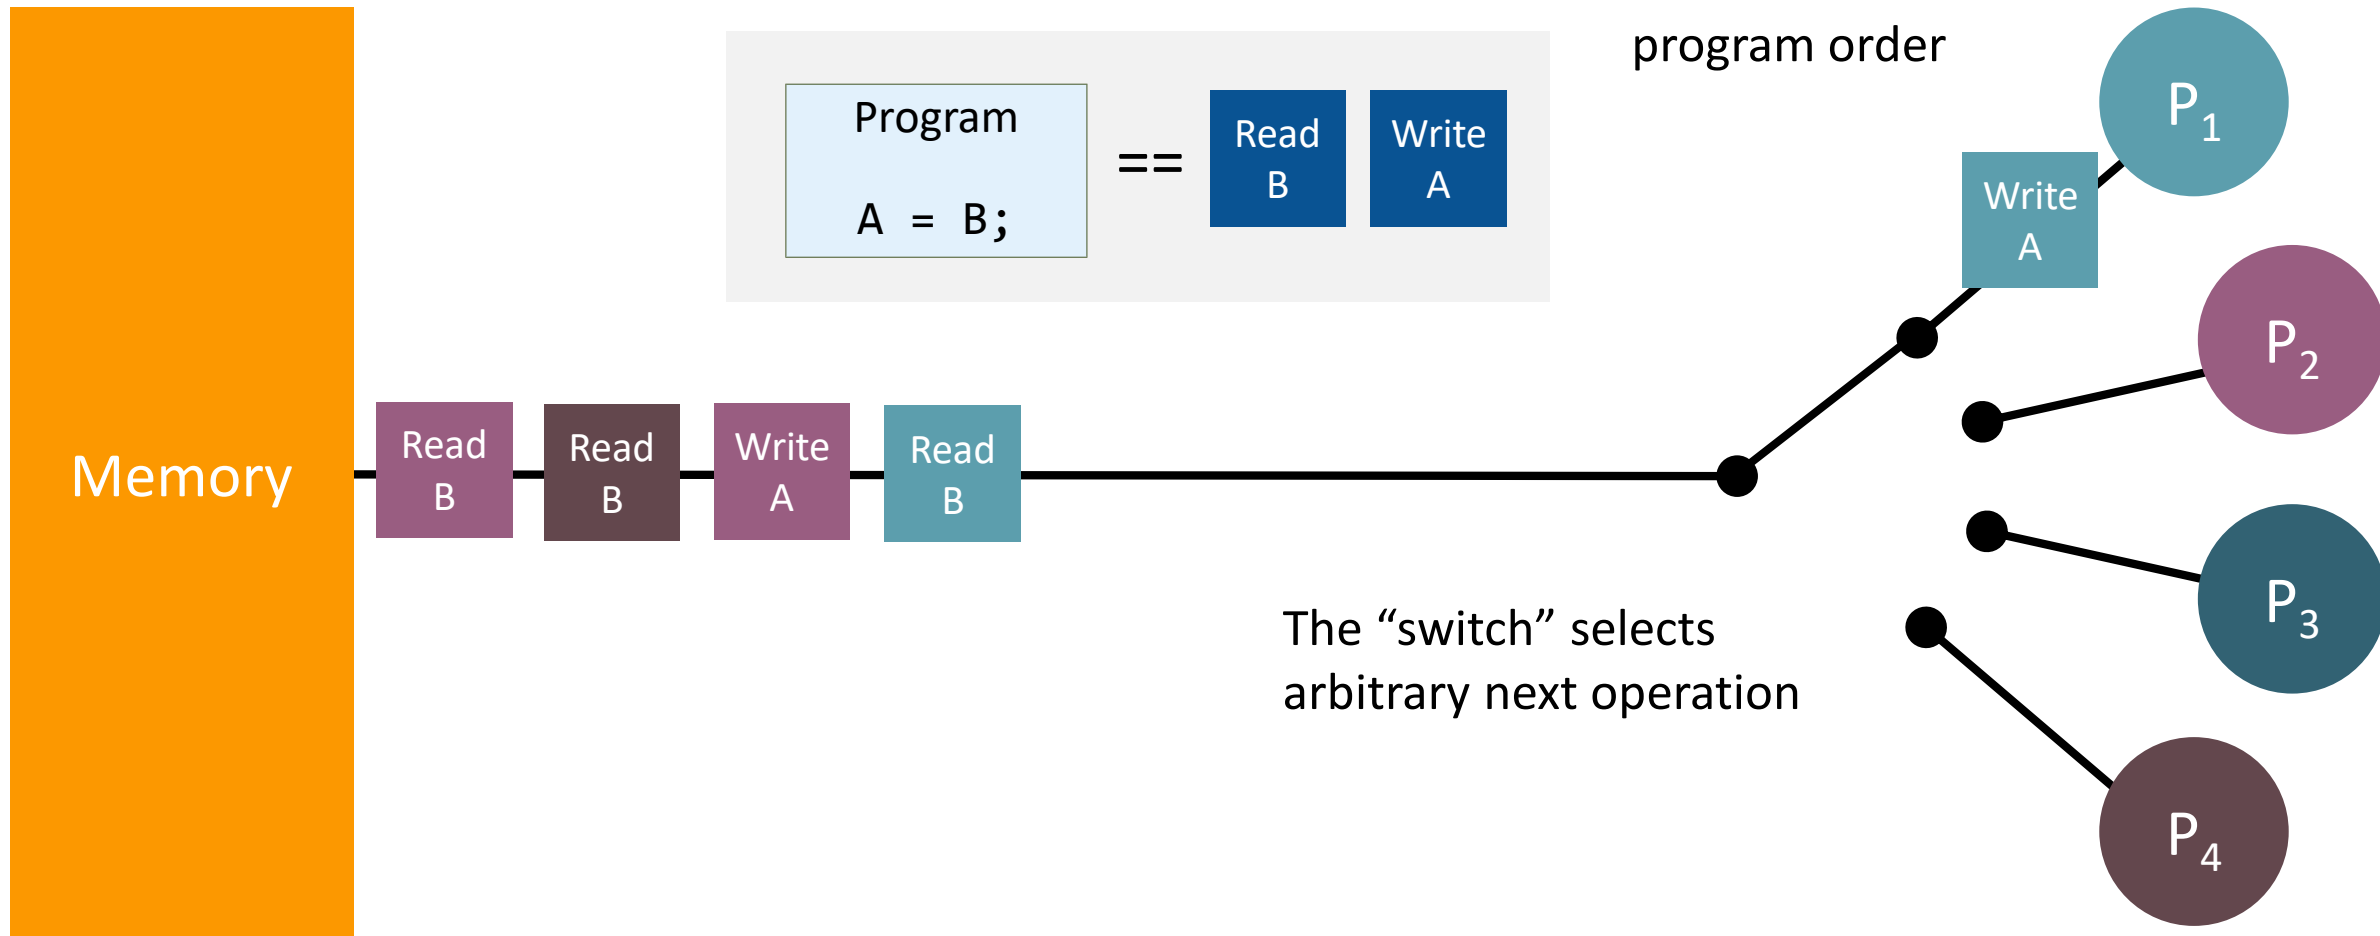 program order
Program
A = B;
==
Read
B
Write
A
P1
Write
A
P2
Memory
Read
B
Read
B
Write
A
Read
B
P3
The “switch” selects
arbitrary next operation
P4